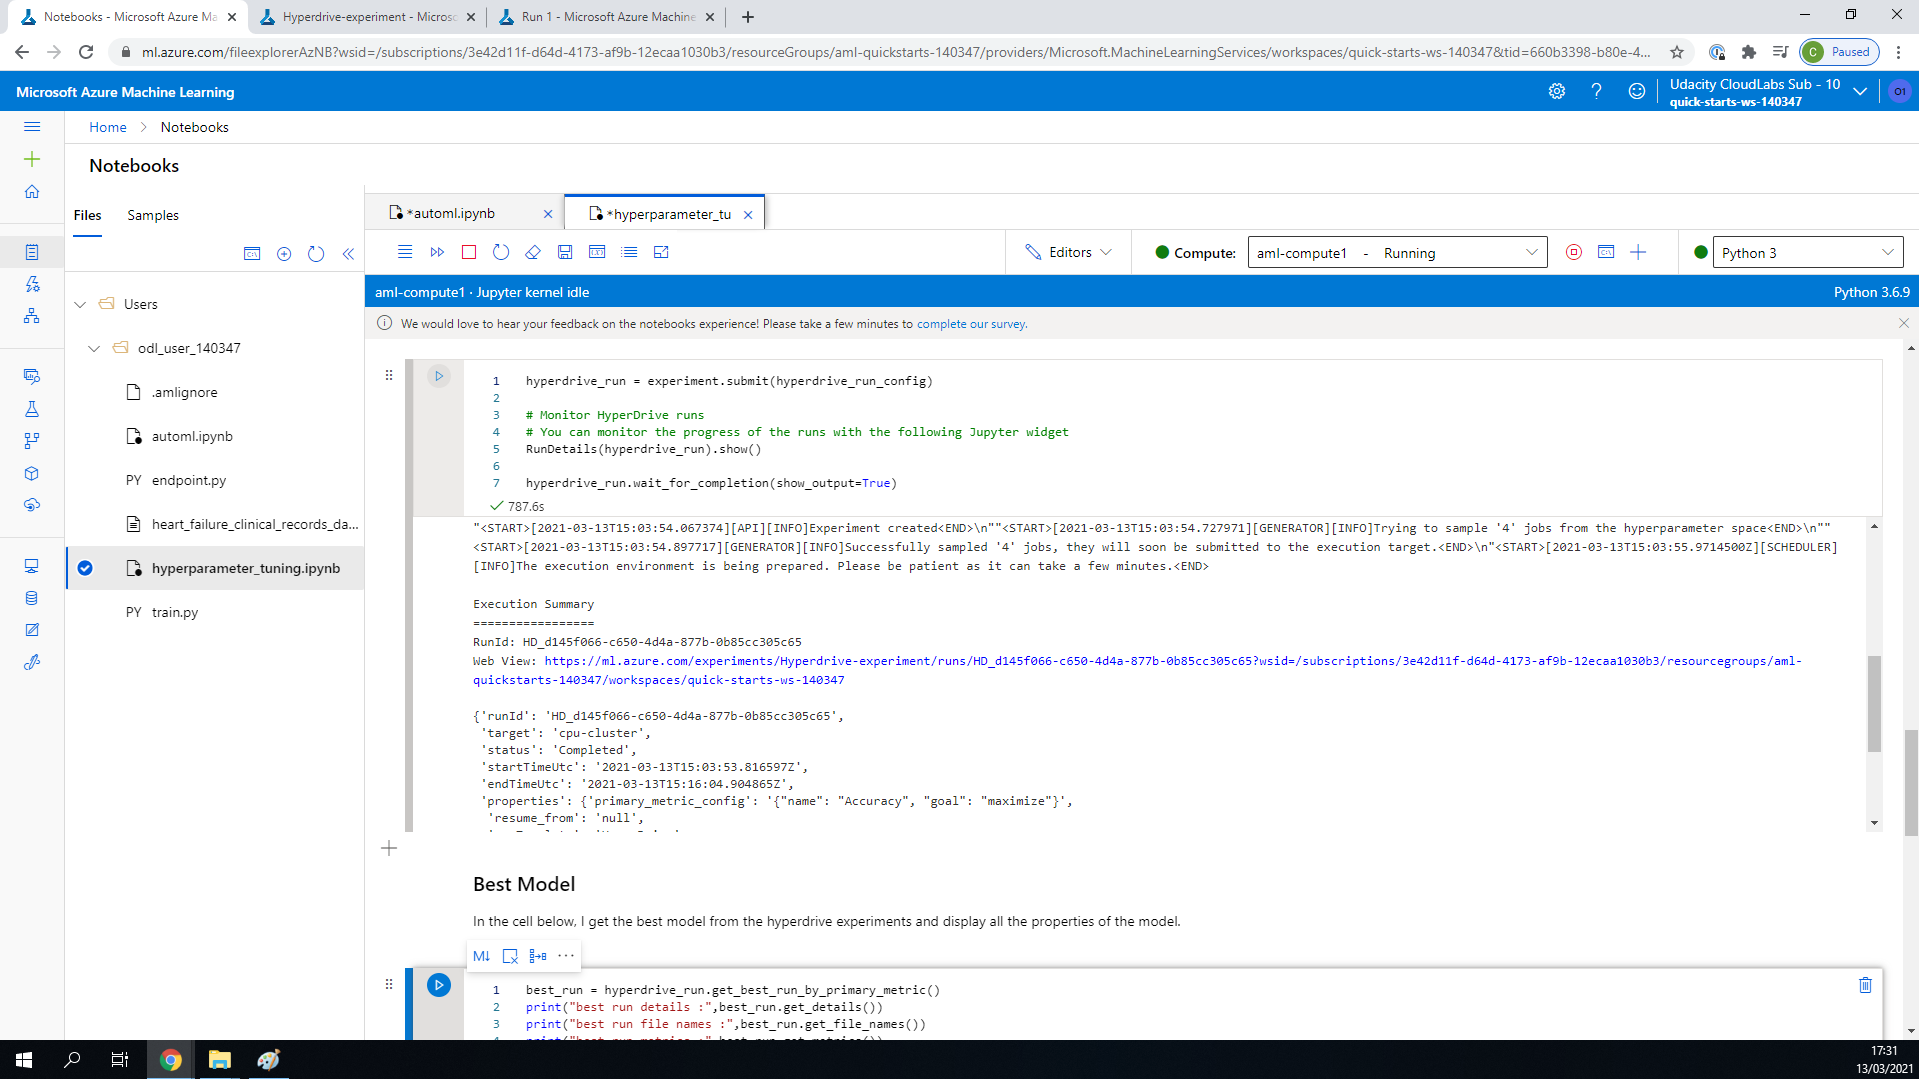 Notebooks - Microsoft Azure Ma
Hyperdrive-experiment - Microso
Run 1 - Microsoft Azure Machine
ml.azure.com/fileexplorerAzNB?wsid=/subscriptions/3e42d11f-d64d-4173-af9b-12ecaa1030b3/resourceGroups/aml-quickstarts-140347/providers/Microsoft.MachineLearningServices/workspaces/quick-starts-ws-140347&tid=660b3398-b80e-4...
C Paused
Microsoft Azure Machine Learning
Udacity CloudLabs Sub - 10
quick-starts-ws-140347
O1
Home > Notebooks
Notebooks
Files Samples
*automl.ipynb
*hyperparameter_tu
Editors
Compute: aml-compute1 - Running
Python 3
aml-compute1 · Jupyter kernel idle
Python 3.6.9
We would love to hear your feedback on the notebooks experience! Please take a few minutes to complete our survey.
Users
odl_user_140347
.amlignore
automl.ipynb
PY endpoint.py
heart_failure_clinical_records_da...
hyperparameter_tuning.ipynb
PY train.py
1 hyperdrive_run = experiment.submit(hyperdrive_run_config)
2
3 # Monitor HyperDrive runs
4 # You can monitor the progress of the runs with the following Jupyter widget
5 RunDetails(hyperdrive_run).show()
6
7 hyperdrive_run.wait_for_completion(show_output=True)
787.6s
"<START>[2021-03-13T15:03:54.067374][API][INFO]Experiment created<END>\n""<START>[2021-03-13T15:03:54.727971][GENERATOR][INFO]Trying to sample '4' jobs from the hyperparameter space<END>\n""
<START>[2021-03-13T15:03:54.897717][GENERATOR][INFO]Successfully sampled '4' jobs, they will soon be submitted to the execution target.<END>\n"<START>[2021-03-13T15:03:55.9714500Z][SCHEDULER]
[INFO]The execution environment is being prepared. Please be patient as it can take a few minutes.<END>
Execution Summary
=================
RunId: HD_d145f066-c650-4d4a-877b-0b85cc305c65
Web View: https://ml.azure.com/experiments/Hyperdrive-experiment/runs/HD_d145f066-c650-4d4a-877b-0b85cc305c65?wsid=/subscriptions/3e42d11f-d64d-4173-af9b-12ecaa1030b3/resourcegroups/aml-
quickstarts-140347/workspaces/quick-starts-ws-140347
{'runId': 'HD_d145f066-c650-4d4a-877b-0b85cc305c65',
'target': 'cpu-cluster',
'status': 'Completed',
'startTimeUtc': '2021-03-13T15:03:53.816597Z',
'endTimeUtc': '2021-03-13T15:16:04.904865Z',
'properties': {'primary_metric_config': '{"name": "Accuracy", "goal": "maximize"}',
'resume_from': 'null',
Best Model
In the cell below, I get the best model from the hyperdrive experiments and display all the properties of the model.
M↓ ...
1 best_run = hyperdrive_run.get_best_run_by_primary_metric()
2 print("best run details :",best_run.get_details())
3 print("best run file names :",best_run.get_file_names())
17:31
13/03/2021